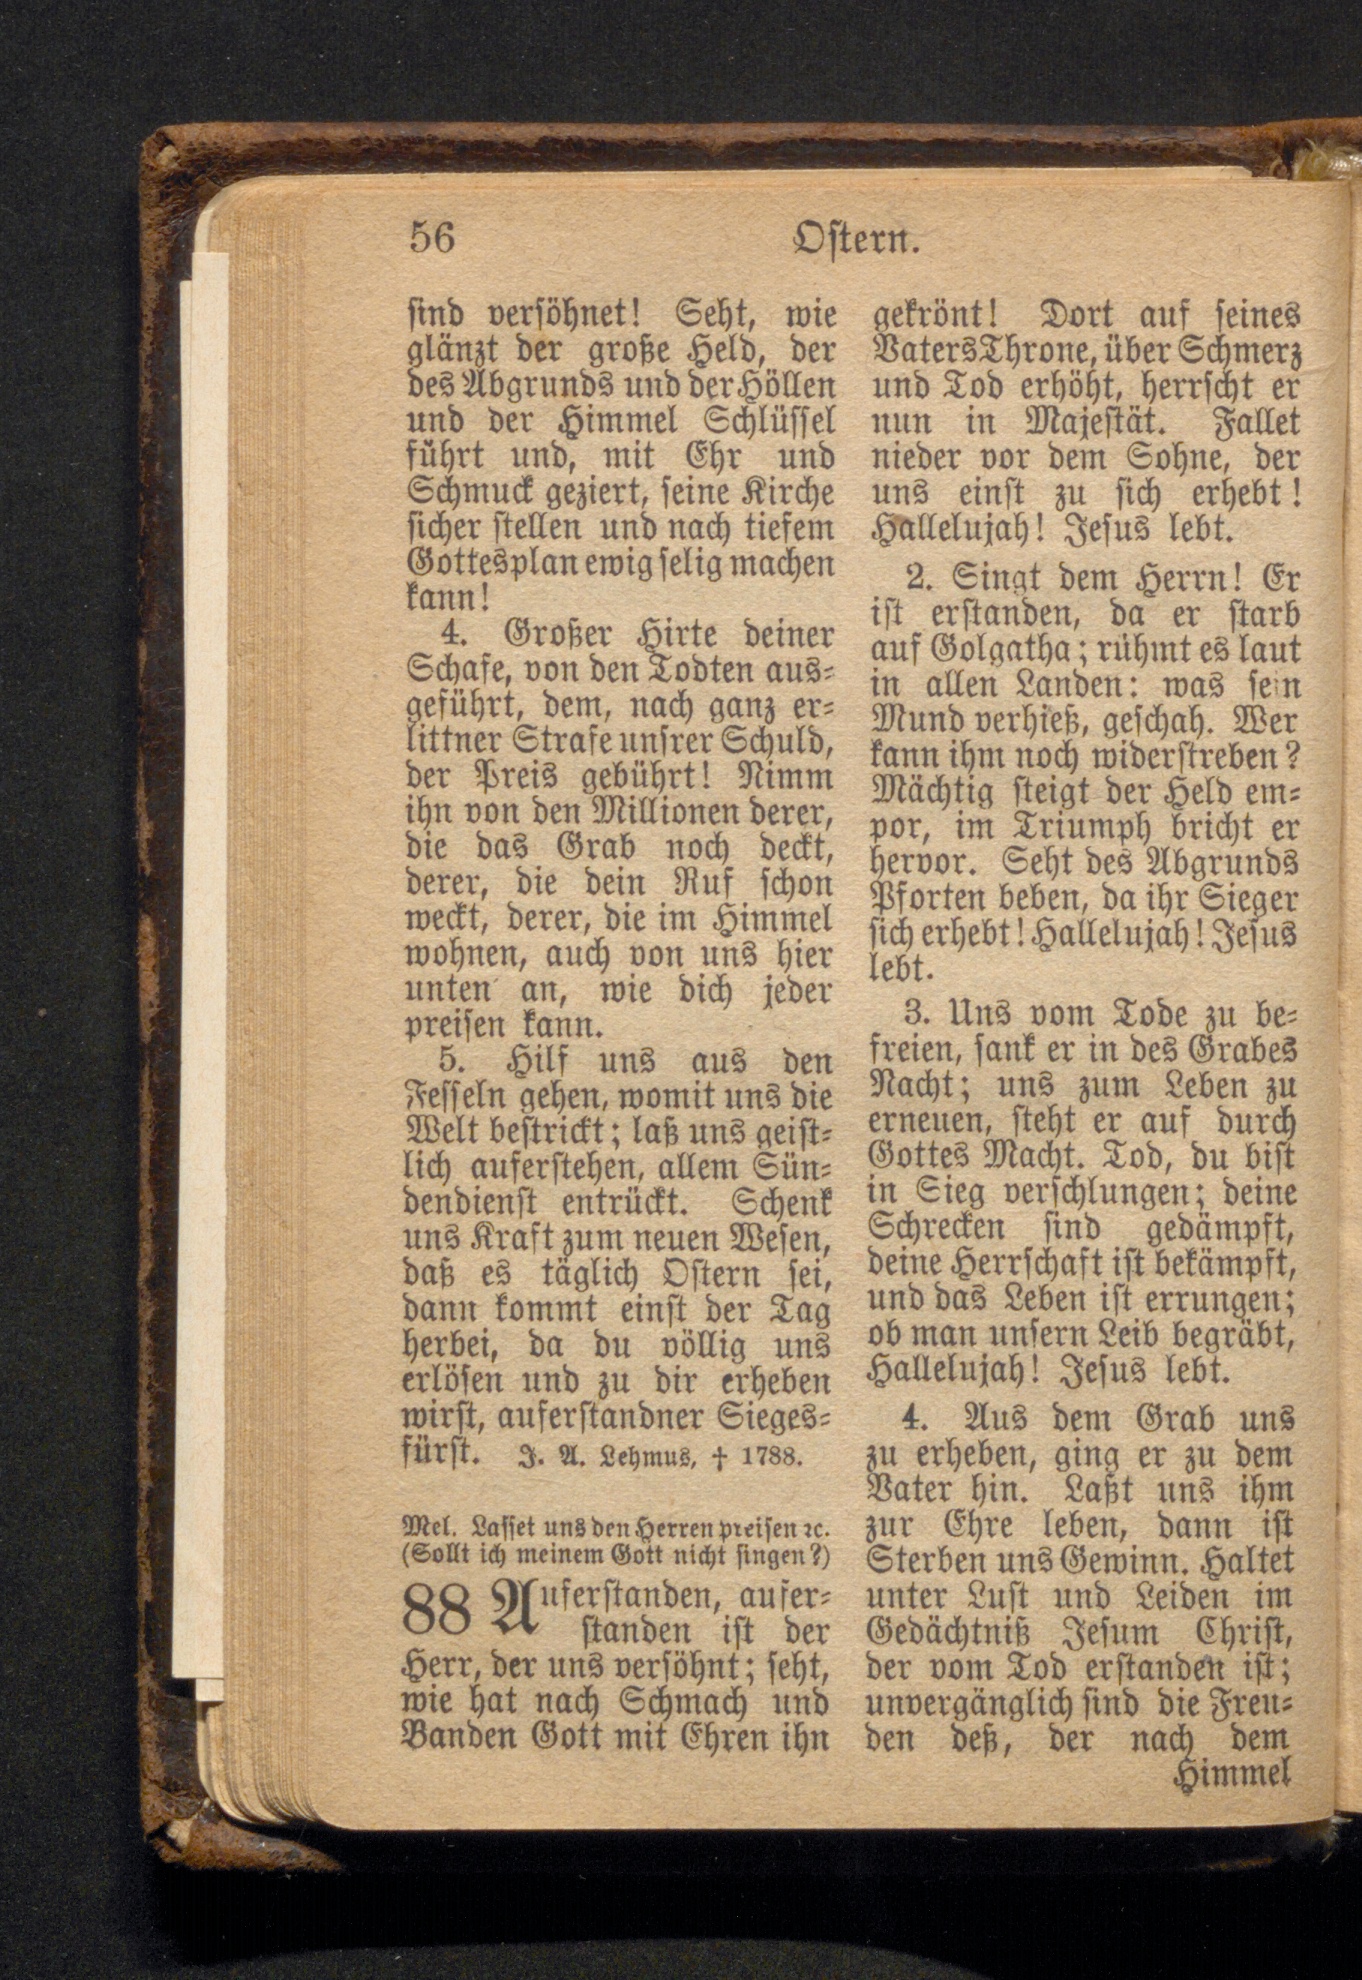 56
Ostern.
sind versöhnet! Seht, wie
glänzt der große Held, der
des Abgrunds und der Höllen
und der Himmel Schlüssel
führt und, mit Ehr und
Schmuck geziert, seine Kirche
sicher stellen und nach tiefem
Gottesplan ewig selig machen
kann!
4. Großer Hirte deiner
Schafe, von den Todten aus-
geführt, dem, nach ganz er-
littner Strafe unsrer Schuld,
der Preis gebührt! Nimm
ihn von den Millionen derer,
die das Grab noch deckt,
derer, die dein Ruf schon
weckt, derer, die im Himmel
wohnen, auch von uns hier
unten an, wie dich jeder
preisen kann.
5. Hilf uns aus den
Fesseln gehen, womit uns die
Welt bestrickt; laß uns geist-
lich auferstehen, allem Sün-
dendienst entrückt. Schenk
uns Kraft zum neuen Wesen,
daß es täglich Ostern sei,
dann kommt einst der Tag
herbei, da du völlig uns
erlösen und zu dir erheben
wirst, auferstandner Sieges-
fürst. J. A. Lehmus, † 1788.
Mel. Lasset uns den Herren preisen ꝛc.
(Sollt ich meinem Gott nicht singen?)
88 Auferstanden, aufer-
standen ist der
Herr, der uns versöhnt; seht,
wie hat nach Schmach und
Banden Gott mit Ehren ihn
gekrönt! Dort auf seines
Vaters Throne, über Schmerz
und Tod erhöht, herrscht er
nun in Majestät. Fallet
nieder vor dem Sohne, der
uns einst zu sich erhebt!
Hallelujah! Jesus lebt.
2. Singt dem Herrn! Er
ist erstanden, da er starb
auf Golgatha; rühmt es laut
in allen Landen: was sein
Mund verhieß, geschah. Wer
kann ihm noch widerstreben?
Mächtig steigt der Held em-
por, im Triumph bricht er
hervor. Seht des Abgrunds
Pforten beben, da ihr Sieger
sich erhebt! Hallelujah! Jesus
lebt.
3. Uns vom Tode zu be-
freien, sank er in des Grabes
Nacht; uns zum Leben zu
erneuen, steht er auf durch
Gottes Macht. Tod, du bist
in Sieg verschlungen; deine
Schrecken sind gedämpft,
deine Herrschaft ist bekämpft,
und das Leben ist errungen;
ob man unsern Leib begräbt,
Hallelujah! Jesus lebt.
4. Aus dem Grab uns
zu erheben, ging er zu dem
Vater hin. Laßt uns ihm
zur Ehre leben, dann ist
Sterben uns Gewinn. Haltet
unter Lust und Leiden im
Gedächtniß Jesum Christ,
der vom Tod erstanden ist;
unvergänglich sind die Freu-
den deß, der nach dem
Himmel